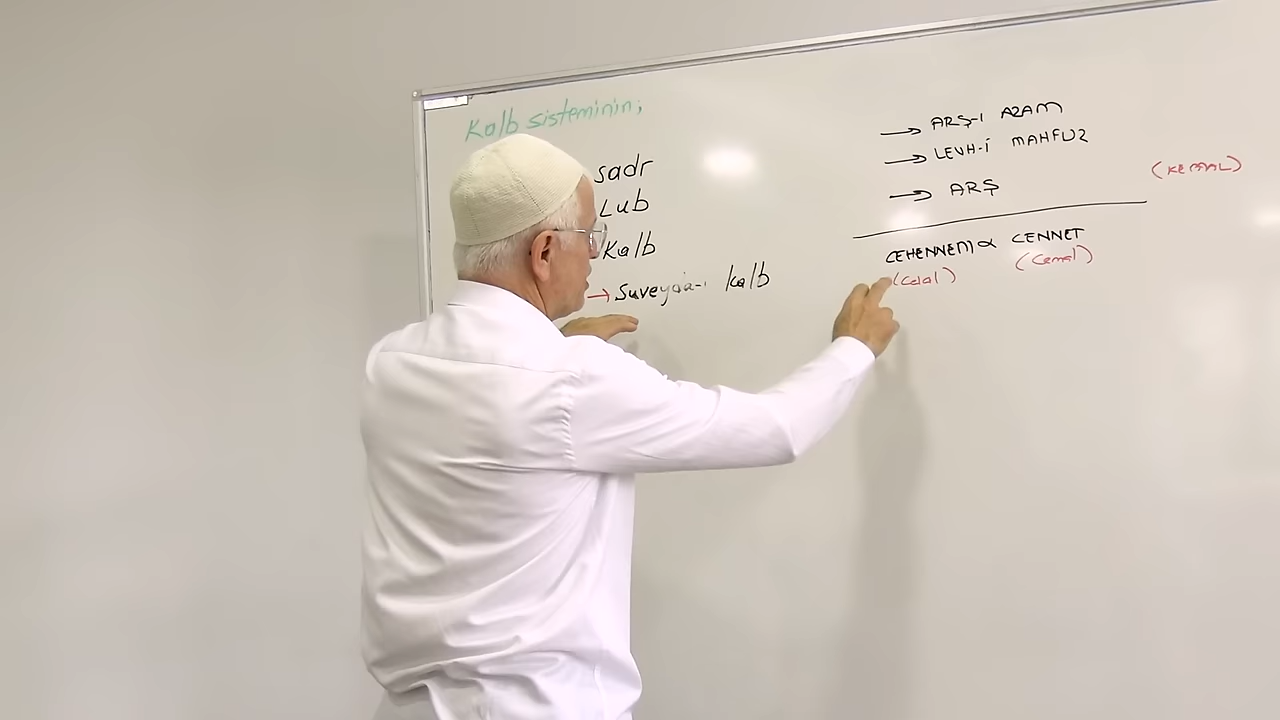 Kalb sisteminin;
sadr
Lub
Kalb
→ Suveyda-i kalb
→ ARŞ-I AZAM
→ LEVH-İ MAHFUZ
→ ARŞ
(KEMAL)
CEHENNEM ∝ CENNET
(Celal) (Cemal)